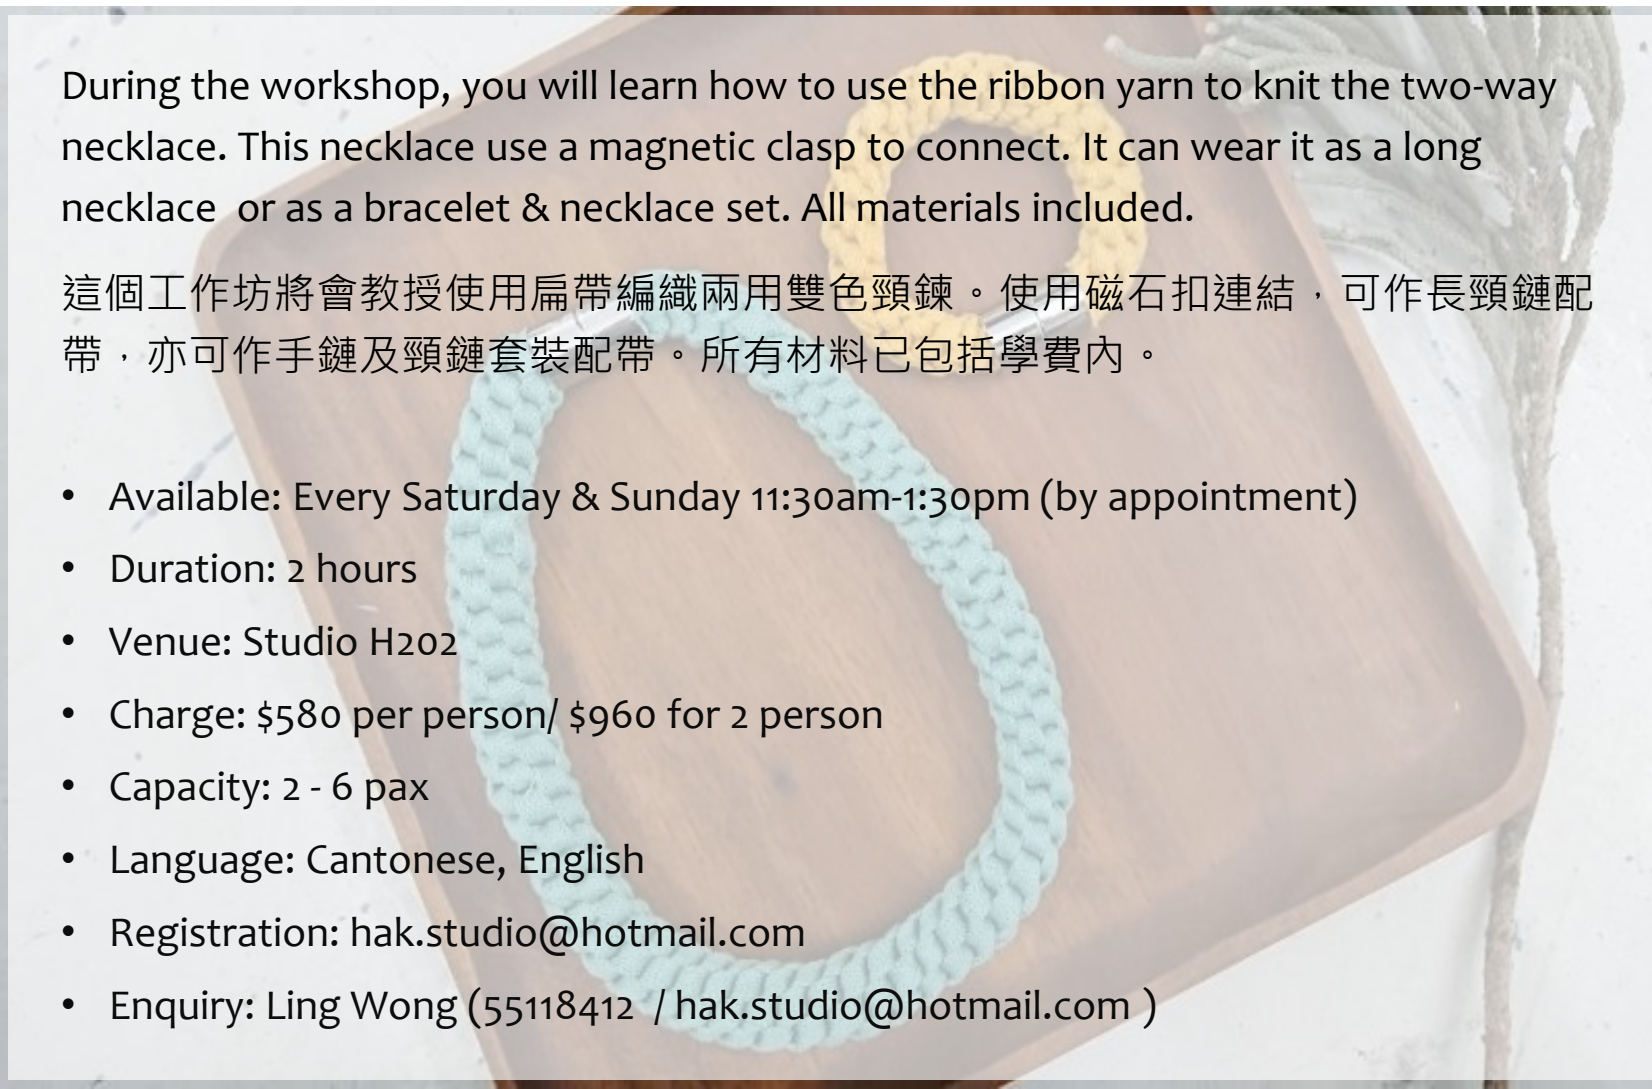 During the workshop, you will learn how to use the ribbon yarn to knit the two-way
necklace. This necklace use a magnetic clasp to connect. It can wear it as a long
necklace  or as a bracelet & necklace set. All materials included.
這個工作坊將會教授使用扁帶編織兩用雙色頸鍊。使用磁石扣連結，可作長頸鏈配
帶，亦可作手鏈及頸鏈套裝配帶。所有材料已包括學費內。
• Available: Every Saturday & Sunday 11:30am-1:30pm (by appointment)
• Duration: 2 hours
• Venue: Studio H202
• Charge: $580 per person/ $960 for 2 person
• Capacity: 2 - 6 pax
• Language: Cantonese, English
• Registration: hak.studio@hotmail.com
• Enquiry: Ling Wong (55118412  / hak.studio@hotmail.com )